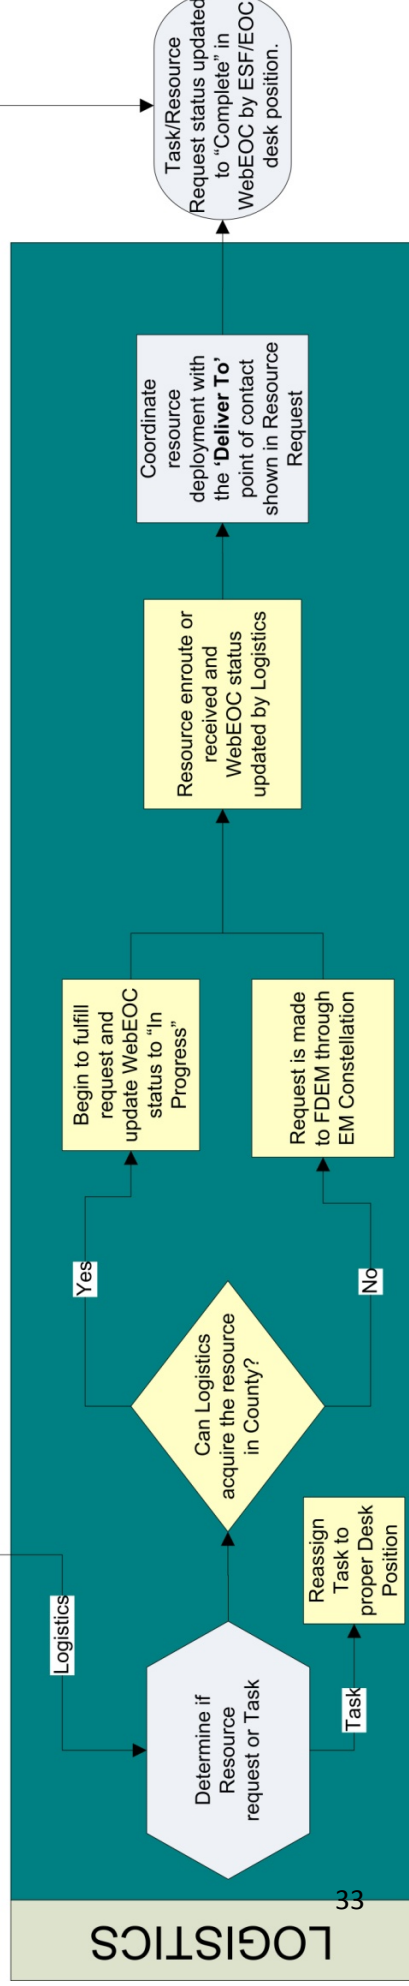 LOGISTICS
Logistics
Determine if
Resource
request or Task
Task
Reassign
Task to
proper Desk
Position
Can Logistics
acquire the resource
in County?
Yes
No
Begin to fulfill
request and
update WebEOC
status to “In
Progress”
Request is made
to FDEM through
EM Constellation
Resource enroute or
received and
WebEOC status
updated by Logistics
Coordinate
resource
deployment with
the ‘Deliver To’
point of contact
shown in Resource
Request
Task/Resource
Request status updated
to “Complete” in
WebEOC by ESF/EOC
desk position.
33